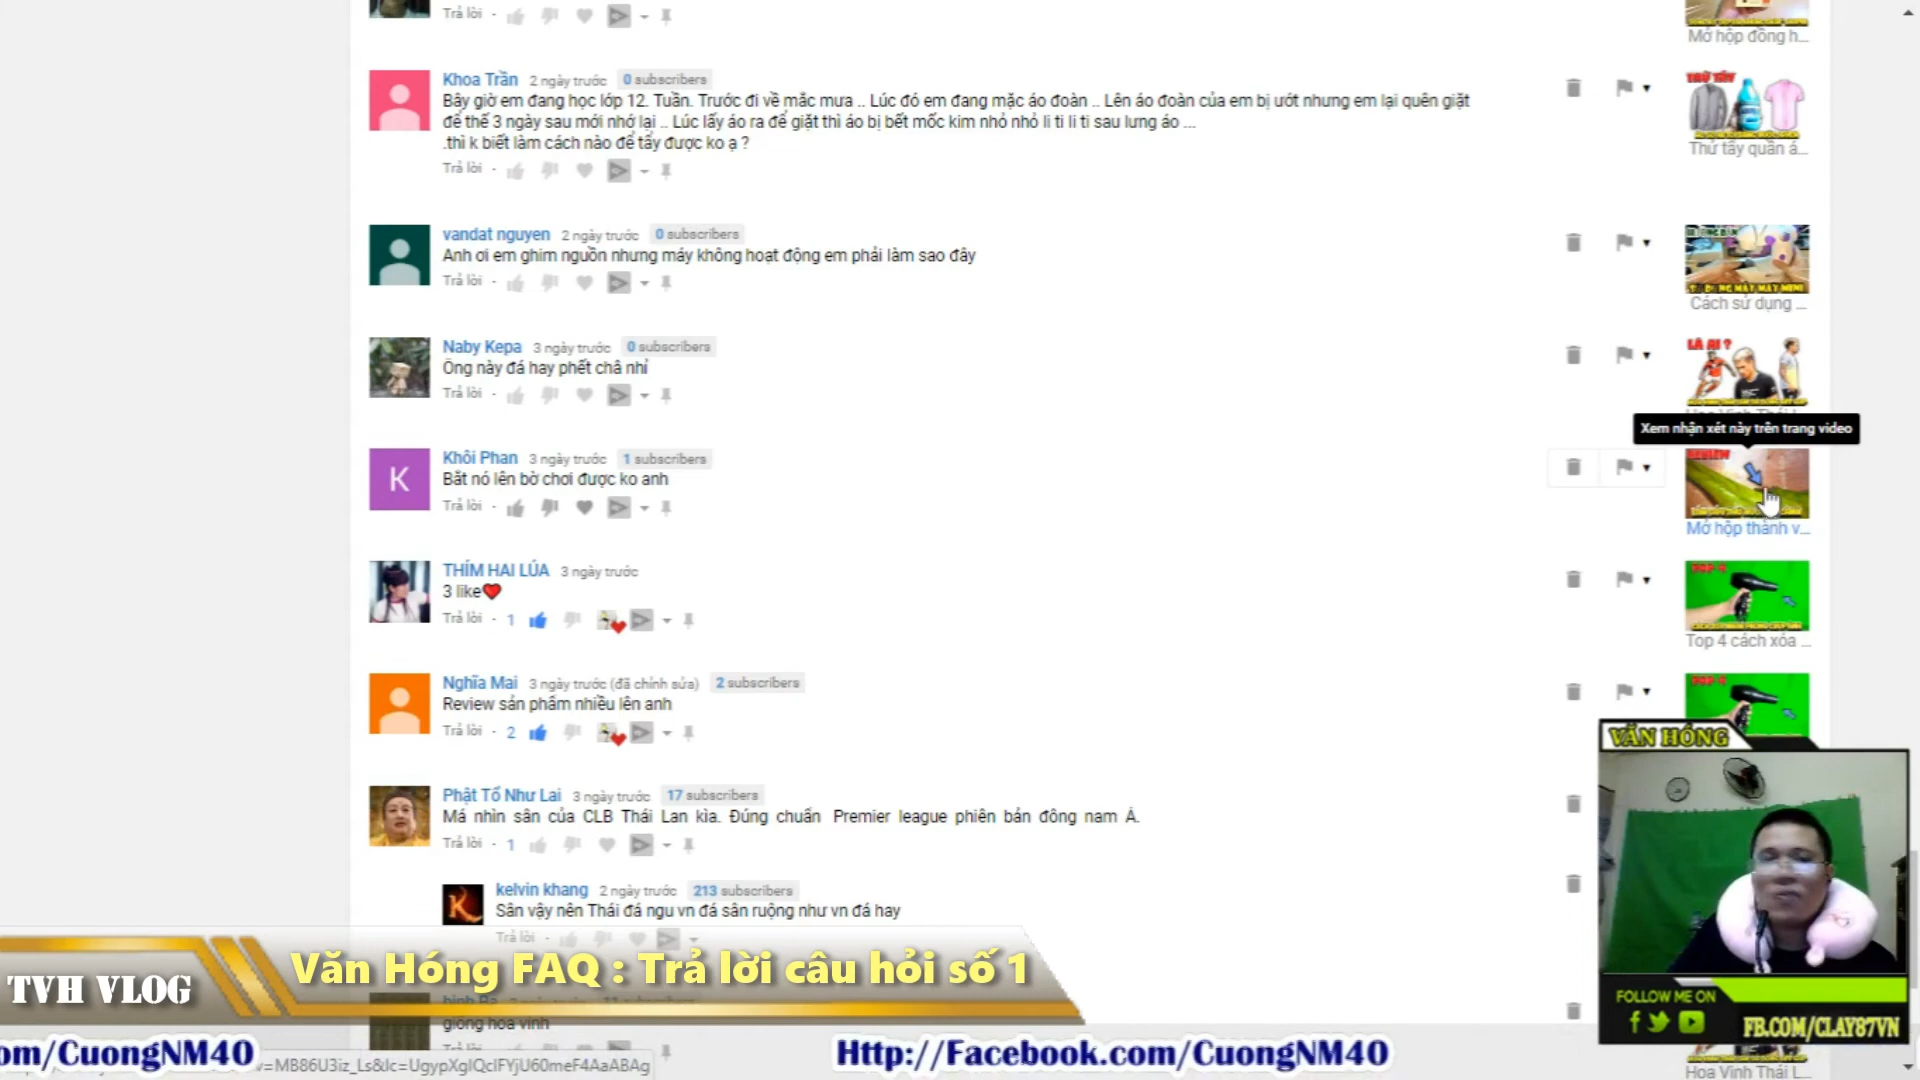 Trả lời -
Mở hộp đồng h...
Khoa Trần 2 ngày trước 0 subscribers
Bây giờ em đang học lớp 12. Tuần. Trước đi về mắc mưa .. Lúc đó em đang mặc áo đoàn .. Lên áo đoàn của em bị ướt nhưng em lại quên giặt
để thế 3 ngày sau mới nhớ lại .. Lúc lấy áo ra để giặt thì áo bị bết mốc kim nhỏ nhỏ li ti li ti sau lưng áo ...
.thì k biết làm cách nào để tẩy được ko ạ ?
Trả lời -
Thử tẩy quần á...
vandat nguyen 2 ngày trước 0 subscribers
Anh ơi em ghim nguồn nhưng máy không hoạt động em phải làm sao đây
Trả lời -
Cách sử dụng ...
Naby Kepa 3 ngày trước 0 subscribers
Ông này đá hay phết chả nhỉ
Trả lời -
LÀ AI ?
Xem nhận xét này trên trang video
Khôi Phan 3 ngày trước 1 subscribers
Bắt nó lên bờ chơi được ko anh
Trả lời -
REVIEW
Mở hộp thành v...
THÍM HAI LÚA 3 ngày trước
3 like❤
Trả lời - 1
TOP 4
Top 4 cách xóa ...
Nghĩa Mai 3 ngày trước (đã chỉnh sửa) 2 subscribers
Review sản phẩm nhiều lên anh
Trả lời - 2
TOP 4
Phật Tổ Như Lai 3 ngày trước 17 subscribers
Má nhìn sân của CLB Thái Lan kìa. Đúng chuẩn Premier league phiên bản đông nam Á.
Trả lời - 1
kelvin khang 2 ngày trước 213 subscribers
Sân vậy nên Thái đá ngu vn đá sân ruộng như vn đá hay
Trả lời -
VĂN HÓNG
TVH VLOG
Văn Hóng FAQ : Trả lời câu hỏi số 1
giống hoa vinh
FOLLOW ME ON
FB.COM/CLAY87VN
om/CuongNM40
v=MB86U3iz_Ls&lc=UgypXgIQcIFYjU60meF4AaABAg
Http://Facebook.com/CuongNM40
Hoa Vinh Thái L...